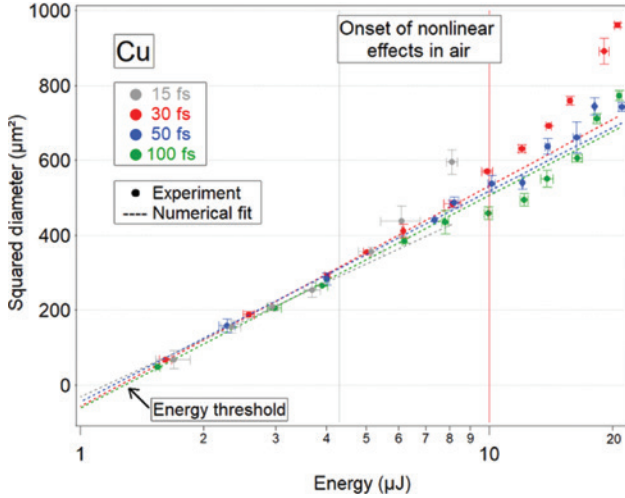 1000
800
600
400
200
0
Squared diameter (µm²)
Cu
Onset of nonlinear
effects in air
15 fs
30 fs
50 fs
100 fs
Experiment
Numerical fit
Energy threshold
1 2 3 4 5 6 7 8 9 10 20
Energy (µJ)